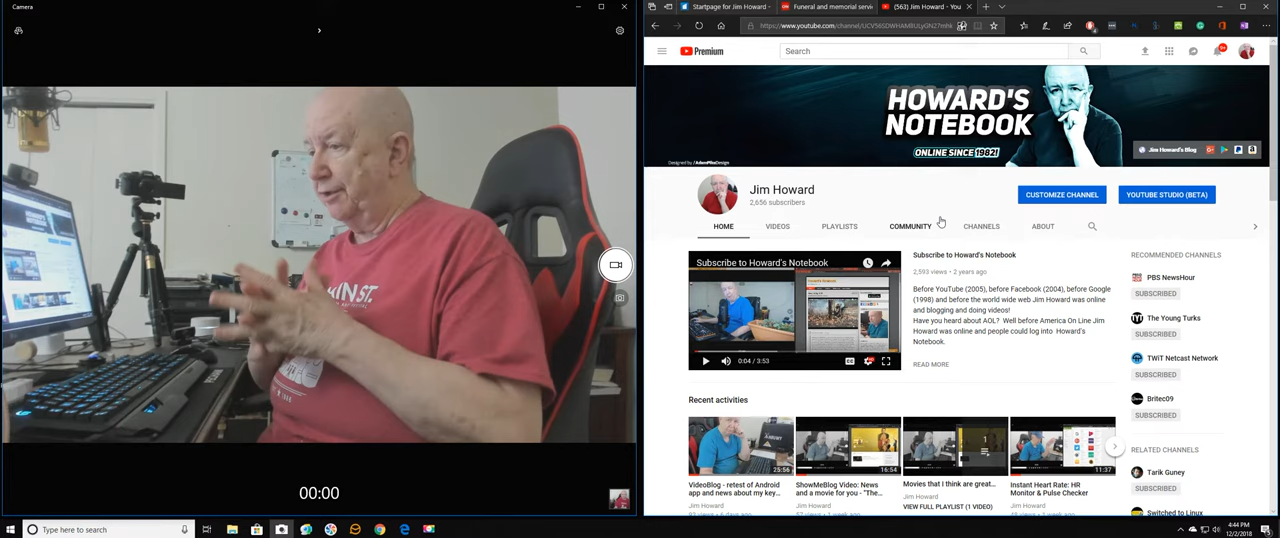 Camera
Startpage for Jim Howard -
Funeral and memorial servi
(563) Jim Howard - You
Premium
Search
9+
HOWARD'S
NOTEBOOK
ONLINE SINCE 1982!
Jim Howard's Blog
Jim Howard
2,656 subscribers
CUSTOMIZE CHANNEL
YOUTUBE STUDIO (BETA)
HOME
VIDEOS
PLAYLISTS
COMMUNITY
CHANNELS
ABOUT
Subscribe to Howard's Notebook
0:04 / 3:53
Subscribe to Howard's Notebook
2,593 views • 2 years ago
Before YouTube (2005), before Facebook (2004), before Google
(1998) and before the world wide web Jim Howard was online
and blogging and doing videos!
Have you heard about AOL? Well before America On Line Jim
Howard was online and people could log into Howard's
Notebook.
READ MORE
RECOMMENDED CHANNELS
PBS NewsHour
SUBSCRIBED
The Young Turks
SUBSCRIBED
TWiT Netcast Network
SUBSCRIBED
Britec09
SUBSCRIBED
RELATED CHANNELS
Tarik Guney
SUBSCRIBED
Switched to Linux
Recent activities
25:56
16:54
1
11:37
VideoBlog - retest of Android
app and news about my key...
Jim Howard
ShowMeBlog Video: News
and a movie for you - "The...
Jim Howard
Movies that I think are great...
Jim Howard
VIEW FULL PLAYLIST (1 VIDEO)
Instant Heart Rate: HR
Monitor & Pulse Checker
Jim Howard
00:00
Type here to search
4:44 PM
12/2/2018